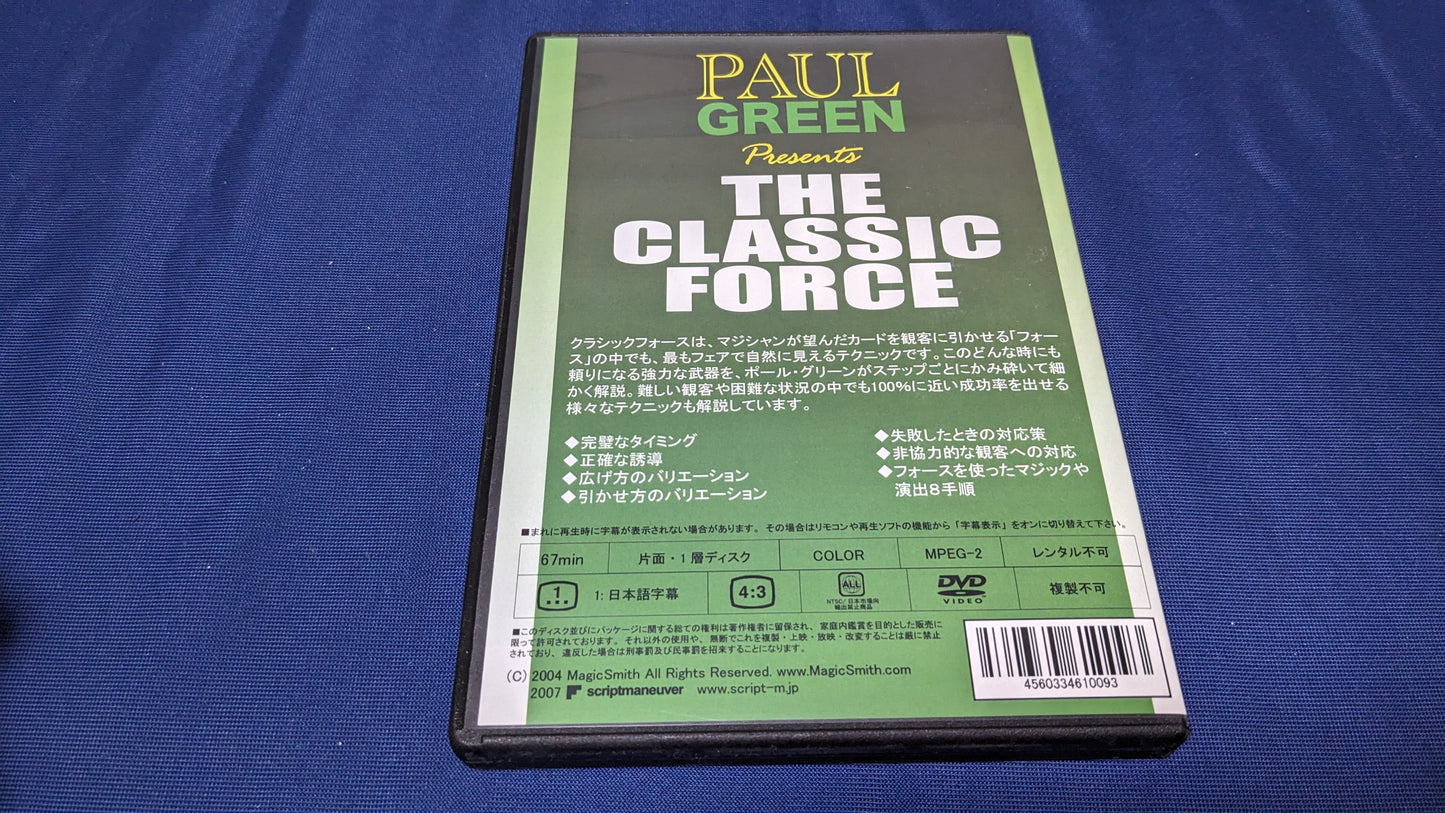 PAUL
GREEN
Presents
THE
CLASSIC
FORCE
クラシックフォースは、マジシャンが望んだカードを観客に引かせる「フォー
ス」の中でも、最もフェアで自然に見えるテクニックです。このどんな時にも
頼りになる強力な武器を、ポール・グリーンがステップごとにかみ砕いて細
かく解説。難しい観客や困難な状況の中でも100%に近い成功率を出せる
様々なテクニックも解説しています。
◆完璧なタイミング
◆正確な誘導
◆広げ方のバリエーション
◆引かせ方のバリエーション
◆失敗したときの対応策
◆非協力的な観客への対応
◆フォースを使ったマジックや
演出8手順
■まれに再生時に字幕が表示されない場合があります。その場合はリモコンや再生ソフトの機能から「字幕表示」をオンに切り替えて下さい。
67min 片面・1層ディスク COLOR MPEG-2 レンタル不可
1 1:日本語字幕 4:3 ALL DVD 複製不可
NTSC/日本市場向 VIDEO
輸出禁止商品
■このディスク並びにパッケージに関する総ての権利は著作権者に留保され、家庭内鑑賞を目的とした販売に
限って許可されております。それ以外の使用や、無断でこれを複製・上映・放映・改変することは厳に禁止
されており、違反した場合は刑事罰及び民事罰を招来することになります。
(C) 2004 MagicSmith All Rights Reserved. www.MagicSmith.com
2007 scriptmaneuver www.script-m.jp
4560334610093